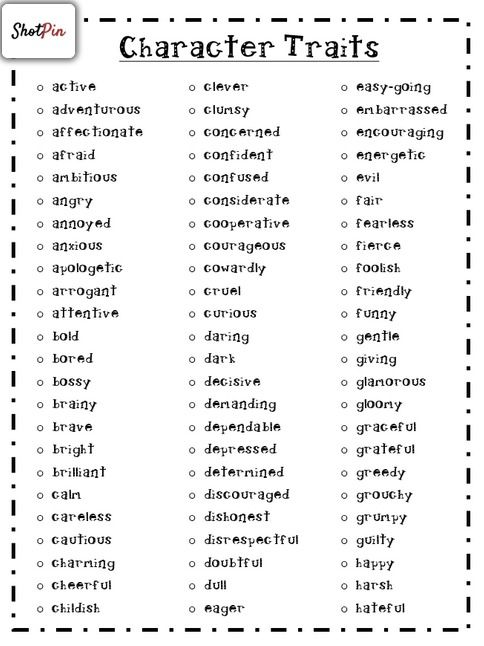 ShotPin
Character Traits
active
adventurous
affectionate
afraid
ambitious
angry
annoyed
anxious
apologetic
arrogant
attentive
bold
bored
bossy
brainy
brave
bright
brilliant
calm
careless
cautious
charming
cheerful
childish
clever
clumsy
concerned
confident
confused
considerate
cooperative
courageous
cowardly
cruel
curious
daring
dark
decisive
demanding
dependable
depressed
determined
discouraged
dishonest
disrespectful
doubtful
dull
eager
easy-going
embarrassed
encouraging
energetic
evil
fair
fearless
fierce
foolish
friendly
funny
gentle
giving
glamorous
gloomy
graceful
grateful
greedy
grouchy
grumpy
guilty
happy
harsh
hateful